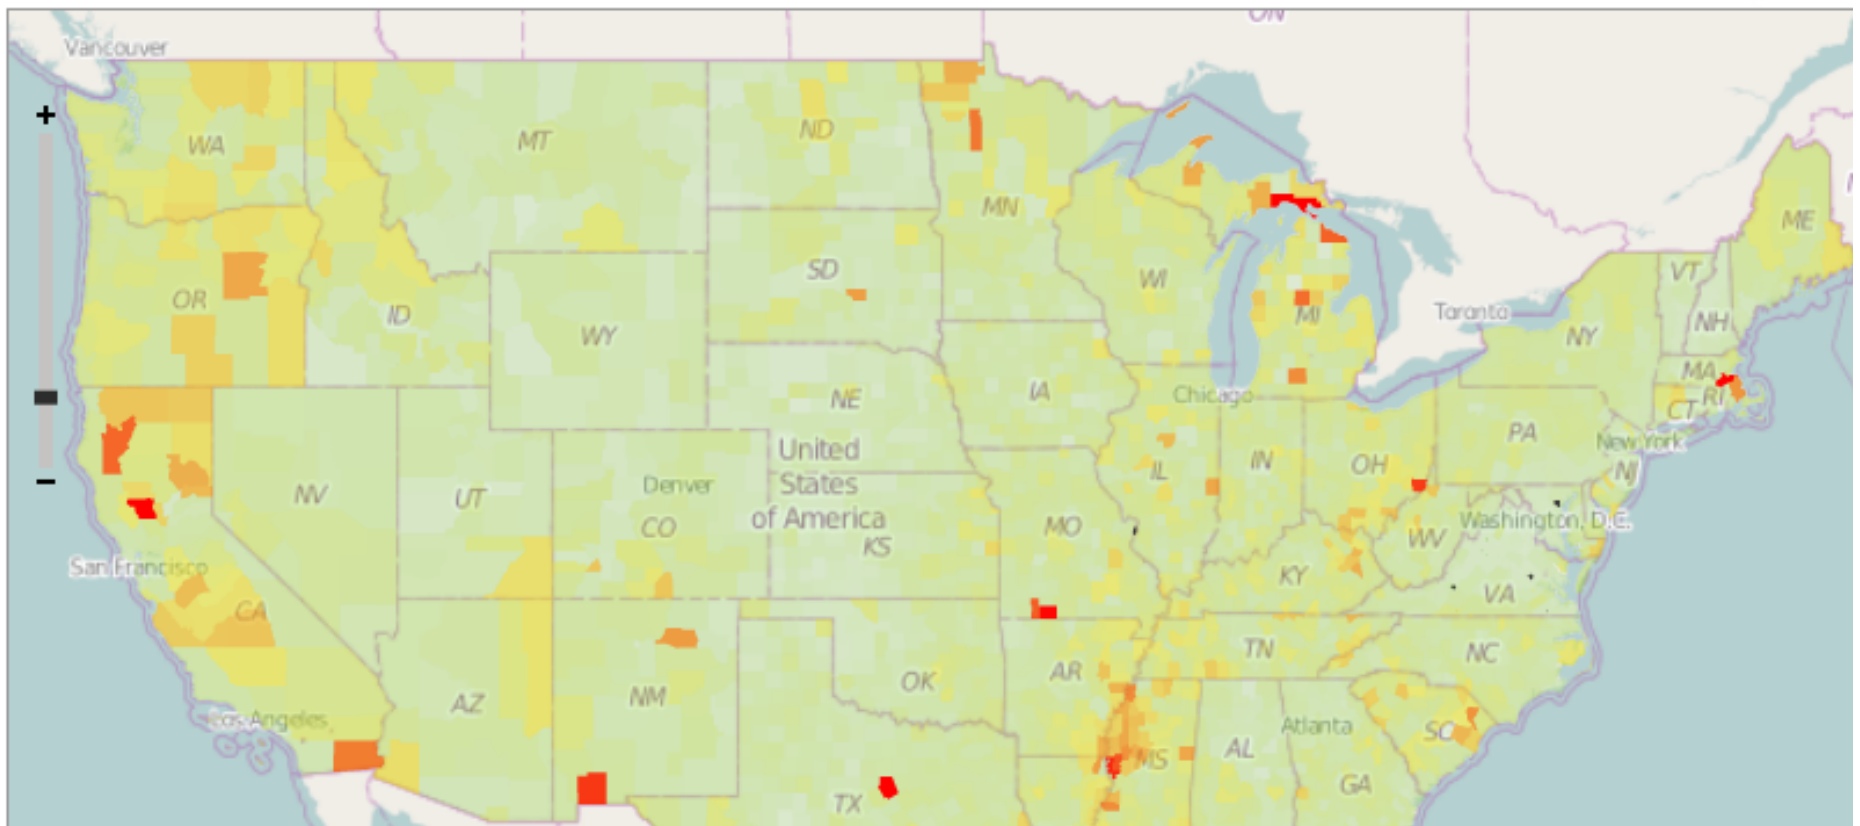 ON
Vancouver
+
WA
MT
ND
MN
OR
ID
SD
WI
ME
VT
WY
MI
Toronto
NY
NH
NE
IA
Chicago
MA
RI
CT
PA
New York
NJ
NV
UT
Denver
CO
United
States
of America
KS
MO
IL
IN
OH
WV
Washington, D.C.
-
San Francisco
CA
KY
VA
TN
NC
AZ
NM
OK
AR
Los Angeles
TX
MS
AL
Atlanta
GA
SC